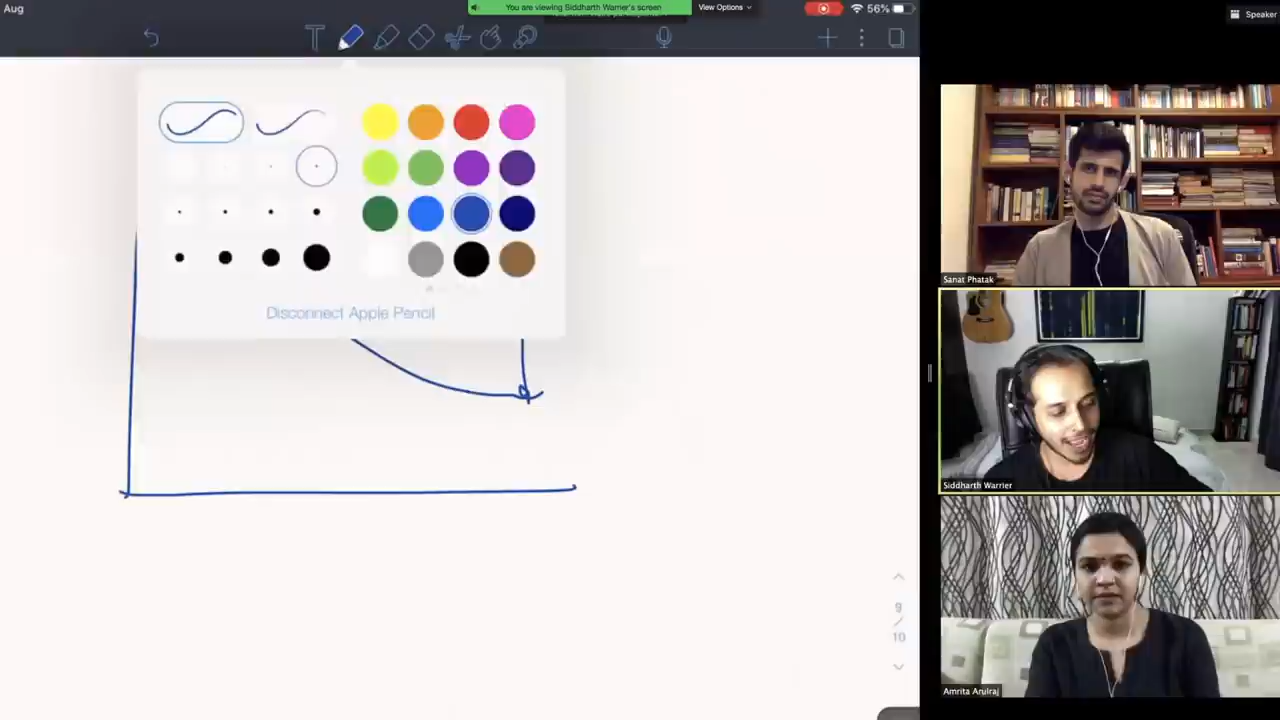 Aug
You are viewing Siddharth Warrier's screen
View Options
56%
Speaker
T
Disconnect Apple Pencil
9
/
10
Sanat Phatak
Siddharth Warrier
Amrita Arulraj